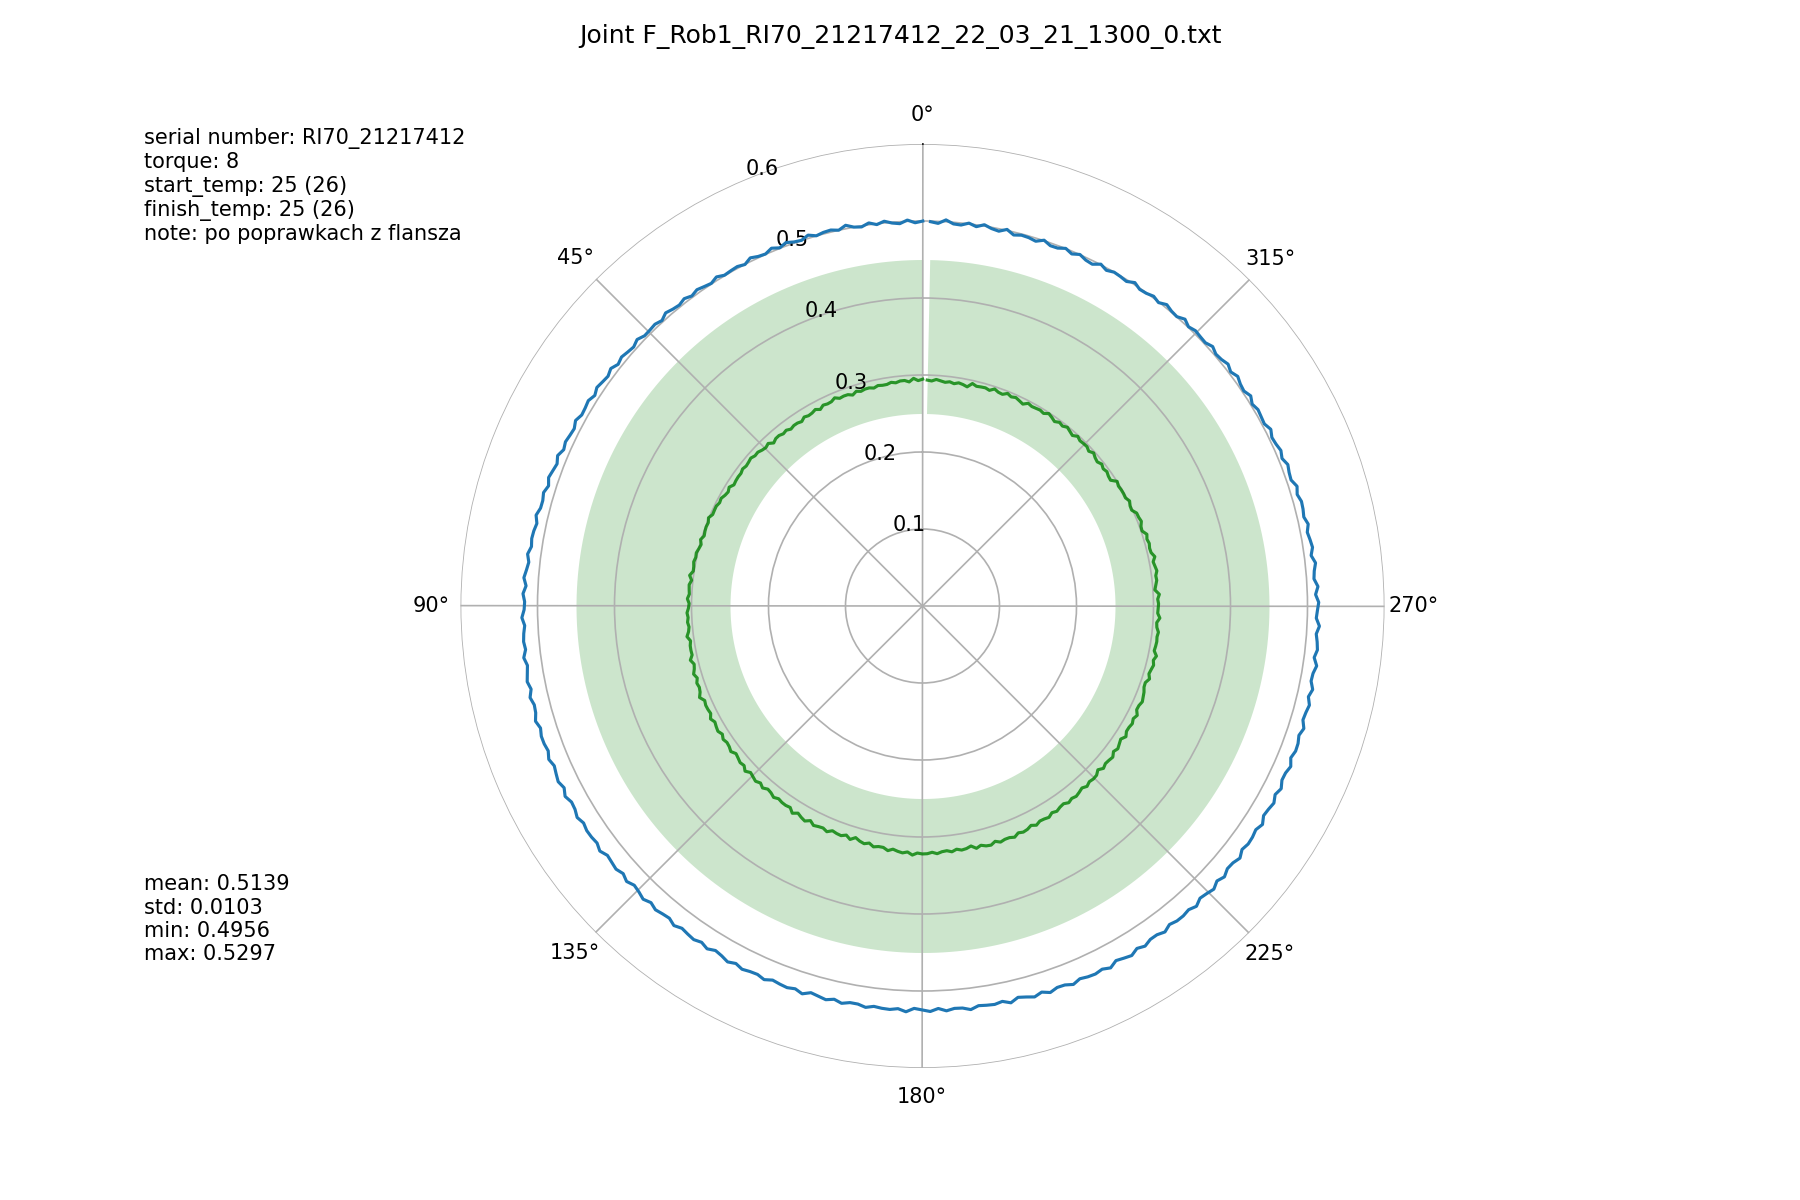 Joint F_Rob1_RI70_21217412_22_03_21_1300_0.txt
serial number: RI70_21217412
torque: 8
start_temp: 25 (26)
finish_temp: 25 (26)
note: po poprawkach z flansza
0°
45°
315°
0.6
0.5
0.4
0.3
0.2
0.1
90°
270°
mean: 0.5139
std: 0.0103
min: 0.4956
max: 0.5297
135°
225°
180°